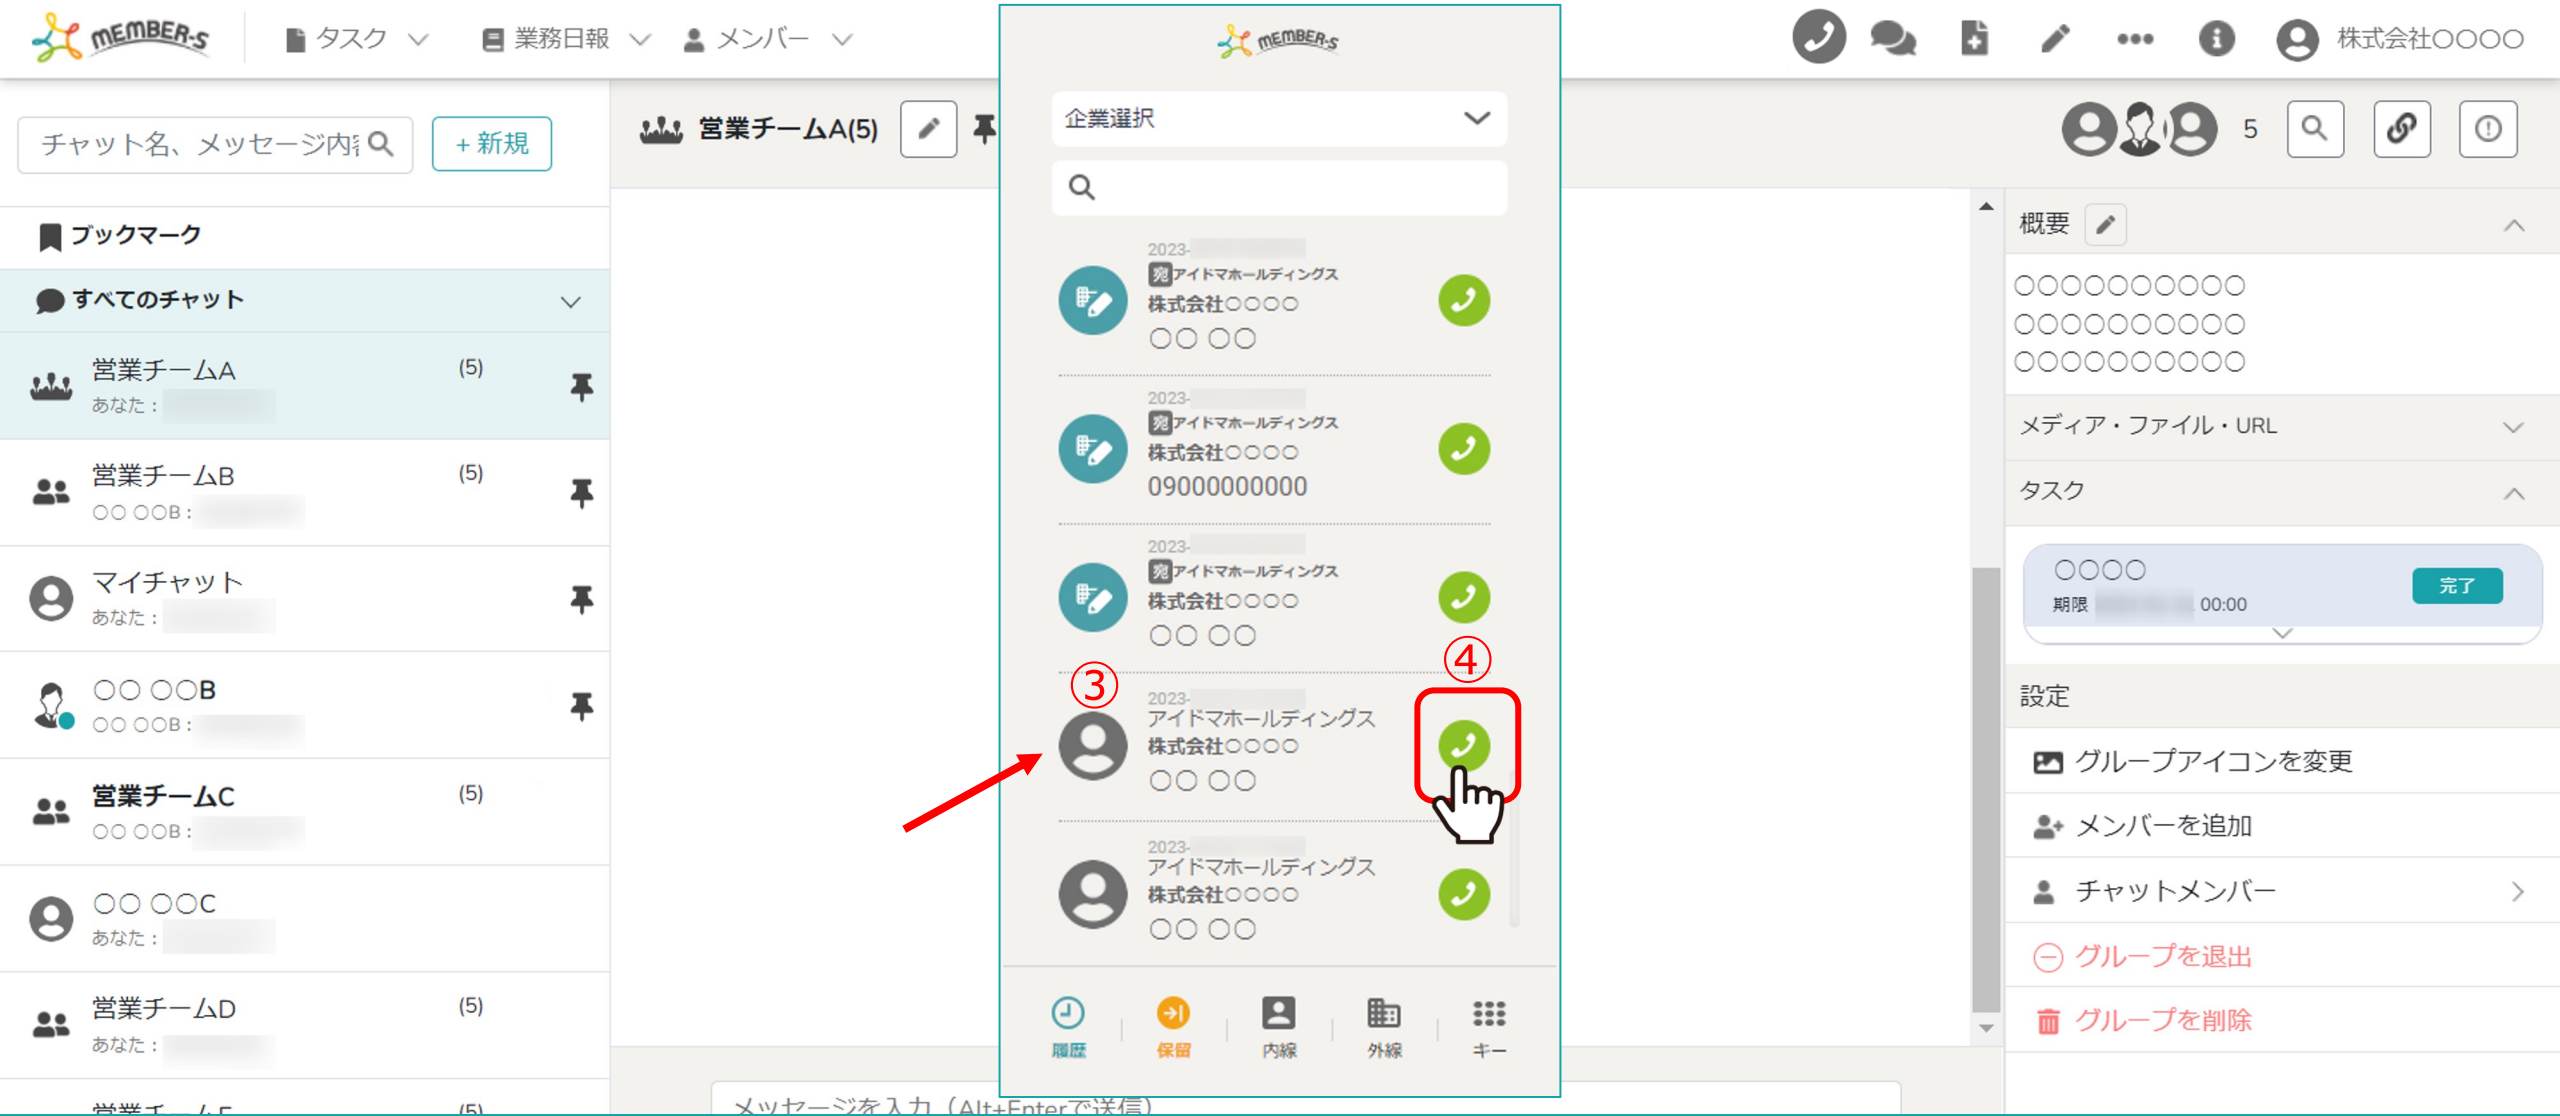 MEMBER-S
タスク
業務日報
メンバー
株式会社〇〇〇〇
チャット名、メッセージ内容
+ 新規
ブックマーク
すべてのチャット
営業チームA (5)
あなた：
営業チームB (5)
〇〇 〇〇B：
マイチャット
あなた：
〇〇 〇〇B
〇〇 〇〇B：
営業チームC (5)
〇〇 〇〇B：
〇〇 〇〇C
あなた：
営業チームD (5)
あなた：
(5)
営業チームA(5)
メッセージを入力（Alt+Enterで送信）
MEMBER-S
企業選択
2023-
宛アイドマホールディングス
株式会社〇〇〇〇
〇〇 〇〇
2023-
宛アイドマホールディングス
株式会社〇〇〇〇
09000000000
2023-
宛アイドマホールディングス
株式会社〇〇〇〇
〇〇 〇〇
③
④
2023-
アイドマホールディングス
株式会社〇〇〇〇
〇〇 〇〇
2023-
アイドマホールディングス
株式会社〇〇〇〇
〇〇 〇〇
履歴
保留
内線
外線
キー
5
概要
〇〇〇〇〇〇〇〇〇〇
〇〇〇〇〇〇〇〇〇〇
〇〇〇〇〇〇〇〇〇〇
メディア・ファイル・URL
タスク
〇〇〇〇
期限 00:00
完了
設定
グループアイコンを変更
メンバーを追加
チャットメンバー
グループを退出
グループを削除